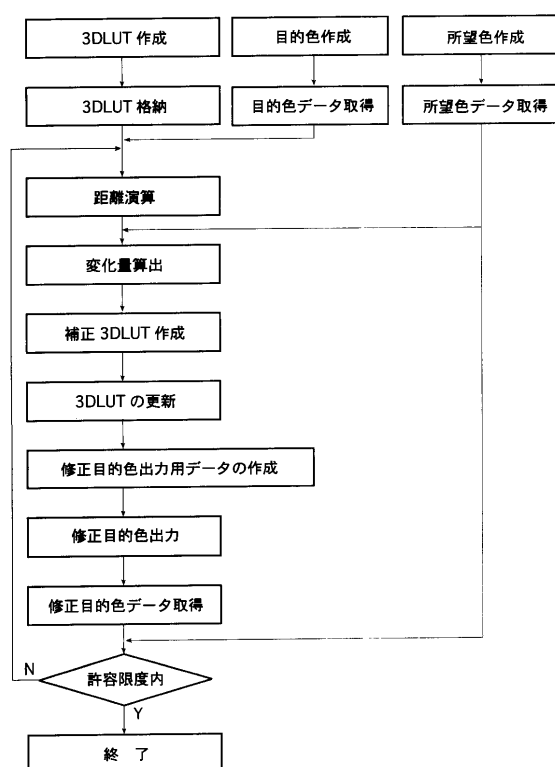 3DLUT 作成
目的色作成
所望色作成
3DLUT 格納
目的色データ取得
所望色データ取得
距離演算
変化量算出
補正 3DLUT 作成
3DLUT の更新
修正目的色出力用データの作成
修正目的色出力
修正目的色データ取得
N
許容限度内
Y
終 了